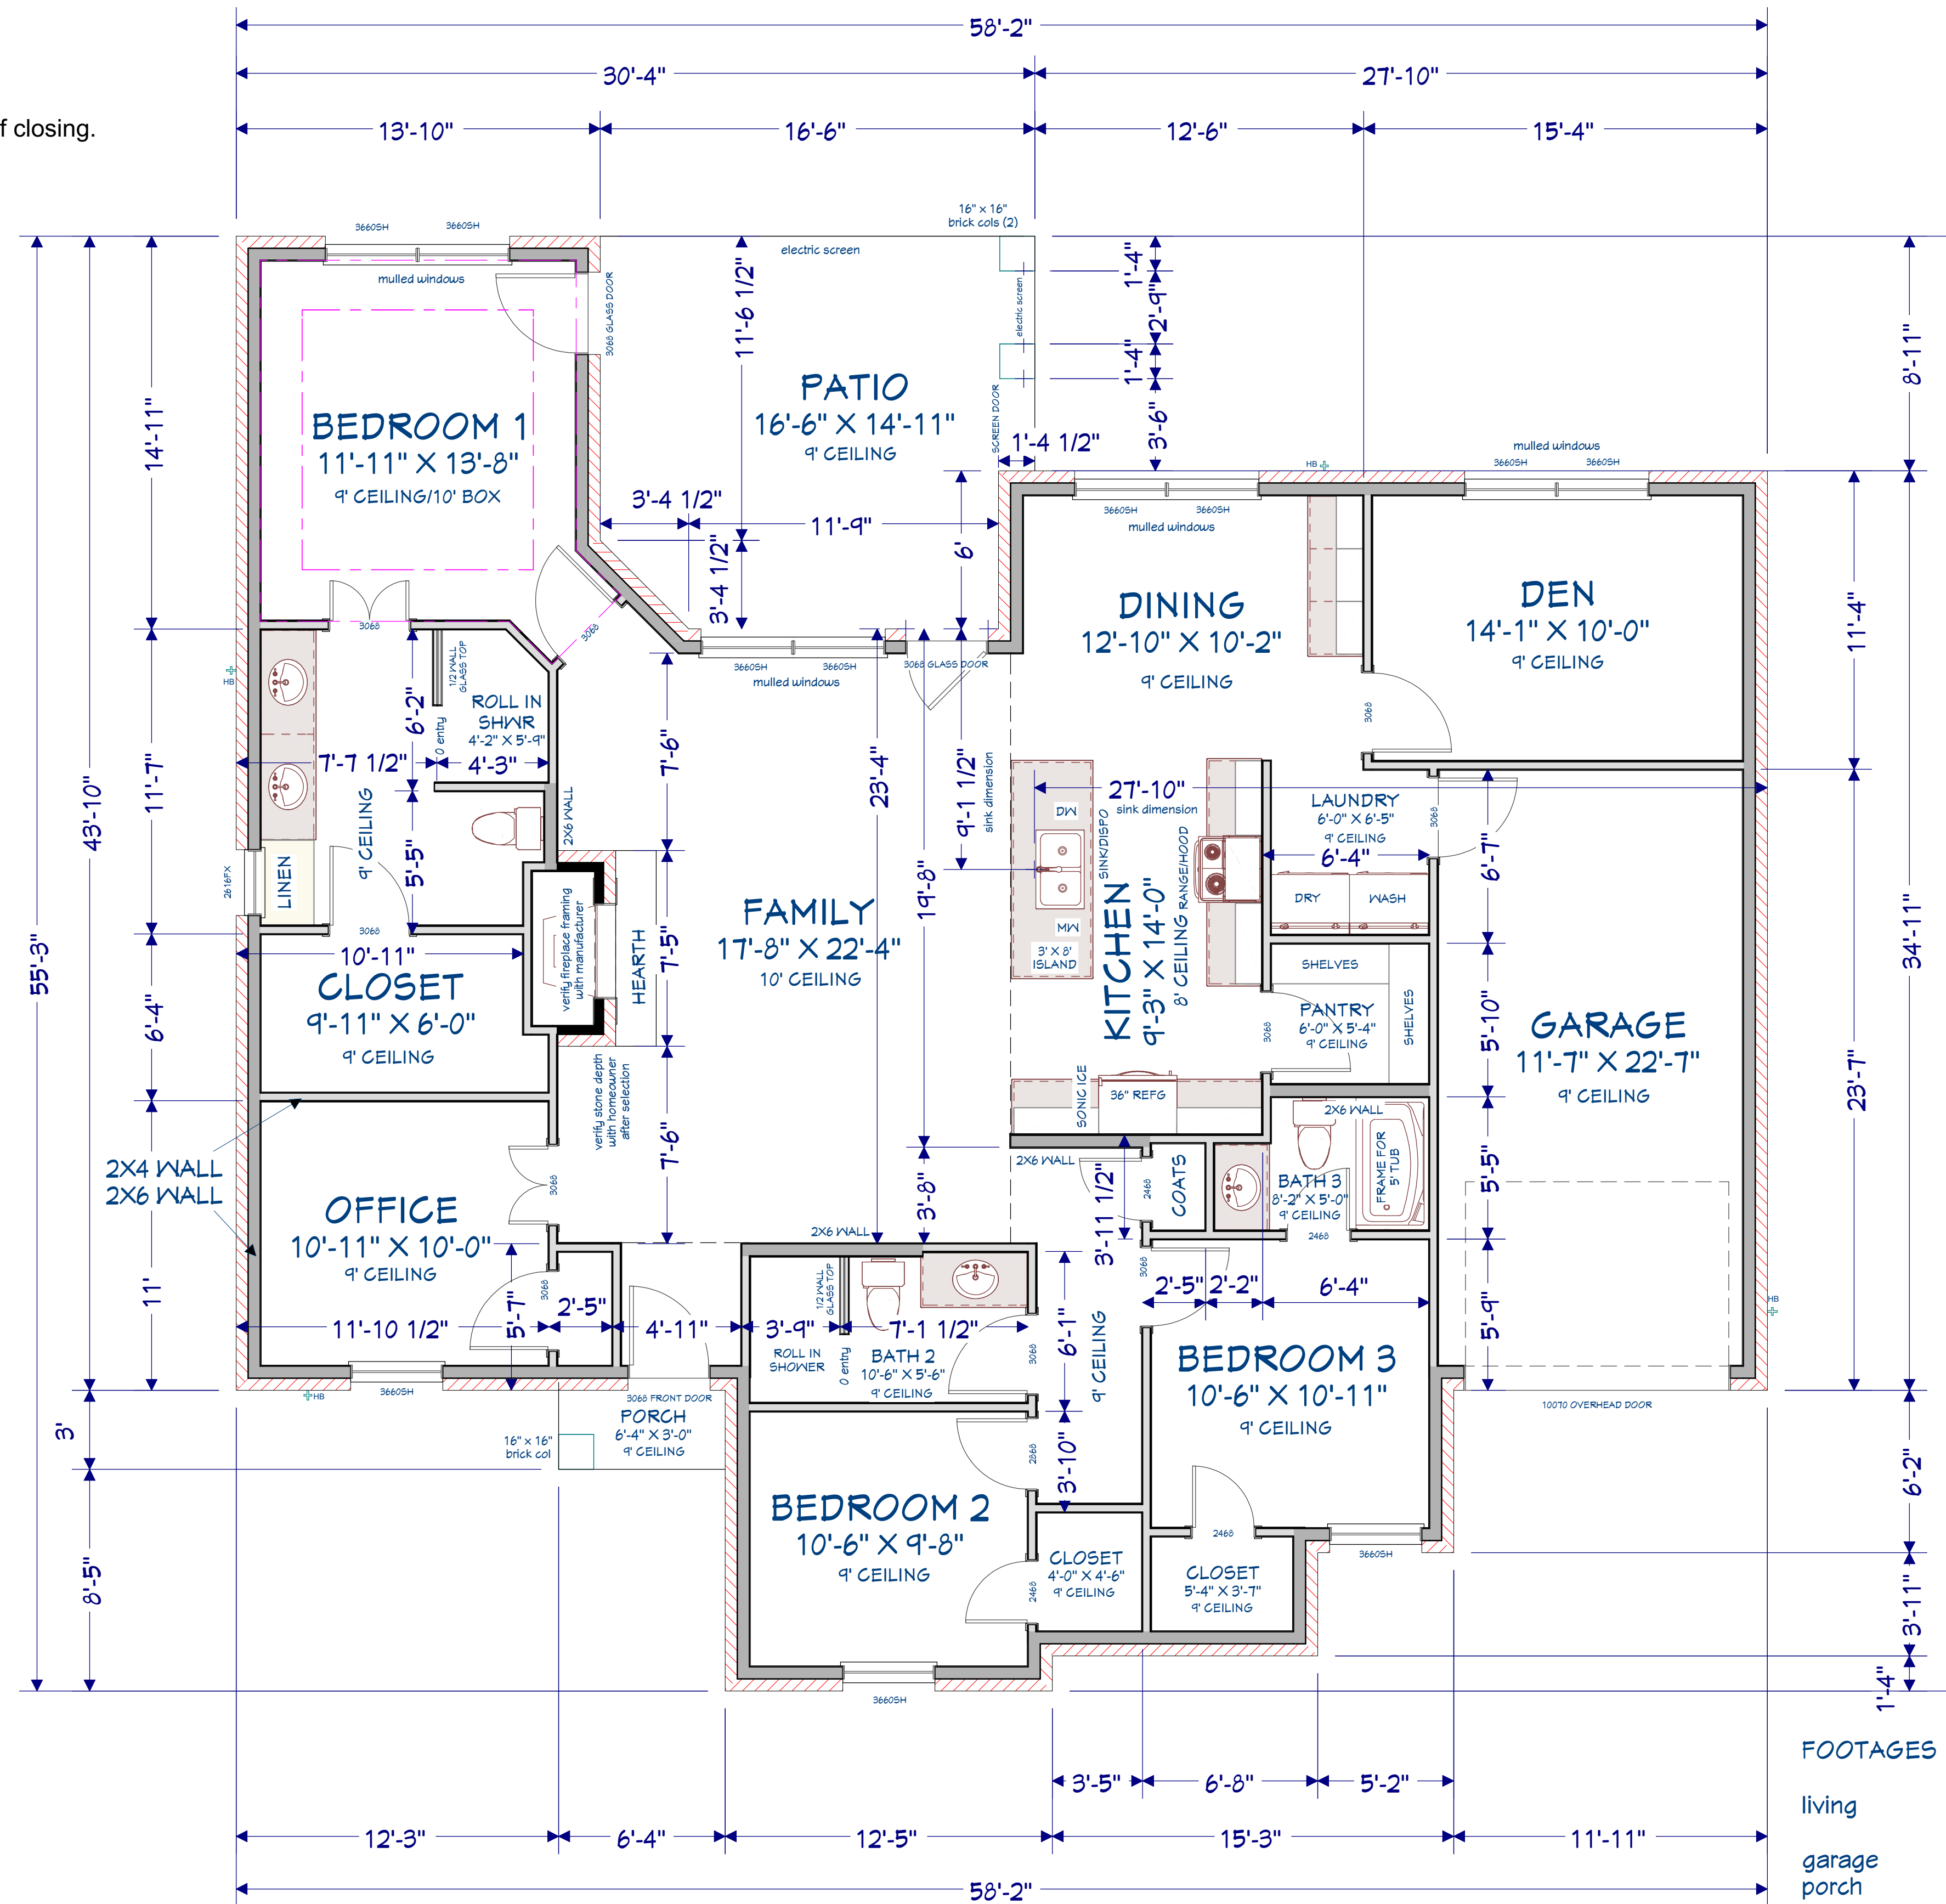 58'-2"
30'-4"
27'-10"
f closing.
13'-10"
16'-6"
12'-6"
15'-4"
16" x 16"
brick cols (2)
3660SH
3660SH
mulled windows
electric screen
3068 GLASS DOOR
11'-6 1/2"
electric screen
1'-4"
2'-9"
1'-4"
3'-6"
8'-11"
PATIO
16'-6" X 14'-11"
9' CEILING
SCREEN DOOR
1'-4 1/2"
BEDROOM 1
11'-11" X 13'-8"
9' CEILING/10' BOX
14'-11"
mulled windows
3660SH
3660SH
HB
3'-4 1/2"
11'-9"
3'-4 1/2"
6'
3660SH
3660SH
mulled windows
DINING
12'-10" X 10'-2"
9' CEILING
DEN
14'-1" X 10'-0"
9' CEILING
11'-4"
3068
3068
3068
HB
1/2 WALL
GLASS TOP
ROLL IN
SHWR
4'-2" X 5'-9"
0 entry
6'-2"
7'-7 1/2"
4'-3"
3660SH
3660SH
mulled windows
3068 GLASS DOOR
7'-6"
23'-4"
19'-8"
9'-1 1/2"
sink dimension
27'-10"
sink dimension
11'-7"
43'-10"
55'-3"
9' CEILING
5'-5"
2X6 WALL
LINEN
2616FX
3068
DW
SINK/DISPO
MW
3' X 8'
ISLAND
KITCHEN
9'-3" X 14'-0"
8' CEILING
RANGE/HOOD
LAUNDRY
6'-0" X 6'-5"
9' CEILING
6'-4"
DRY
WASH
3068
6'-7"
34'-11"
FAMILY
17'-8" X 22'-4"
10' CEILING
verify fireplace framing
with manufacturer
HEARTH
7'-5"
10'-11"
CLOSET
9'-11" X 6'-0"
9' CEILING
6'-4"
SHELVES
SHELVES
PANTRY
6'-0" X 5'-4"
9' CEILING
3068
5'-10"
GARAGE
11'-7" X 22'-7"
9' CEILING
23'-7"
verify stone depth
with homeowner
after selection
7'-6"
SONIC ICE
36" REFG
2X6 WALL
3'-8"
3'-11 1/2"
2468
COATS
2X6 WALL
FRAME FOR
5' TUB
BATH 3
8'-2" X 5'-0"
9' CEILING
2468
5'-5"
2X4 WALL
2X6 WALL
OFFICE
10'-11" X 10'-0"
9' CEILING
3068
3068
11'
11'-10 1/2"
5'-7"
2'-5"
4'-11"
2X6 WALL
1/2 WALL
GLASS TOP
3'-9"
7'-1 1/2"
ROLL IN
SHOWER
0 entry
BATH 2
10'-6" X 5'-6"
9' CEILING
3068
6'-1"
9' CEILING
3068
2'-5"
2'-2"
6'-4"
5'-9"
HB
BEDROOM 3
10'-6" X 10'-11"
9' CEILING
10070 OVERHEAD DOOR
HB
3660SH
3068 FRONT DOOR
PORCH
6'-4" X 3'-0"
9' CEILING
16" x 16"
brick col
3'
8'-5"
2868
3'-10"
BEDROOM 2
10'-6" X 9'-8"
9' CEILING
2468
CLOSET
4'-0" X 4'-6"
9' CEILING
2468
CLOSET
5'-4" X 3'-7"
9' CEILING
3660SH
6'-2"
3'-11"
1'-4"
3660SH
FOOTAGES
living
garage
porch
3'-5"
6'-8"
5'-2"
12'-3"
6'-4"
12'-5"
15'-3"
11'-11"
58'-2"